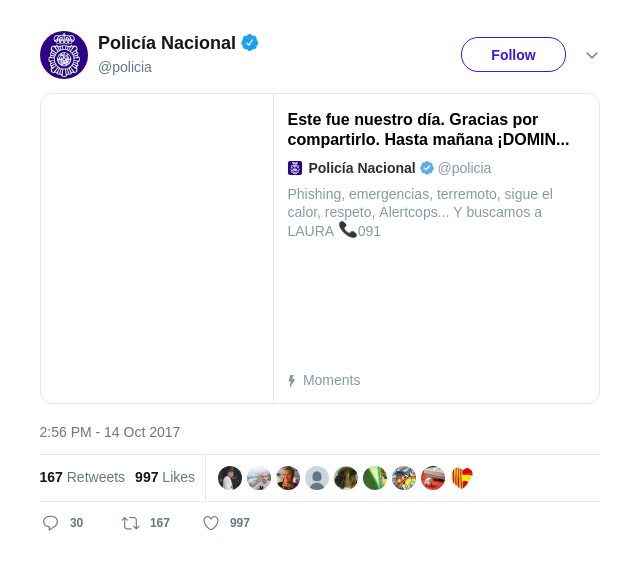 Policía Nacional
@policia
Follow
Este fue nuestro día. Gracias por
compartirlo. Hasta mañana ¡DOMIN...
Policía Nacional @policia
Phishing, emergencias, terremoto, sigue el
calor, respeto, Alertcops... Y buscamos a
LAURA 📞091
Moments
2:56 PM - 14 Oct 2017
167 Retweets 997 Likes
30 167 997